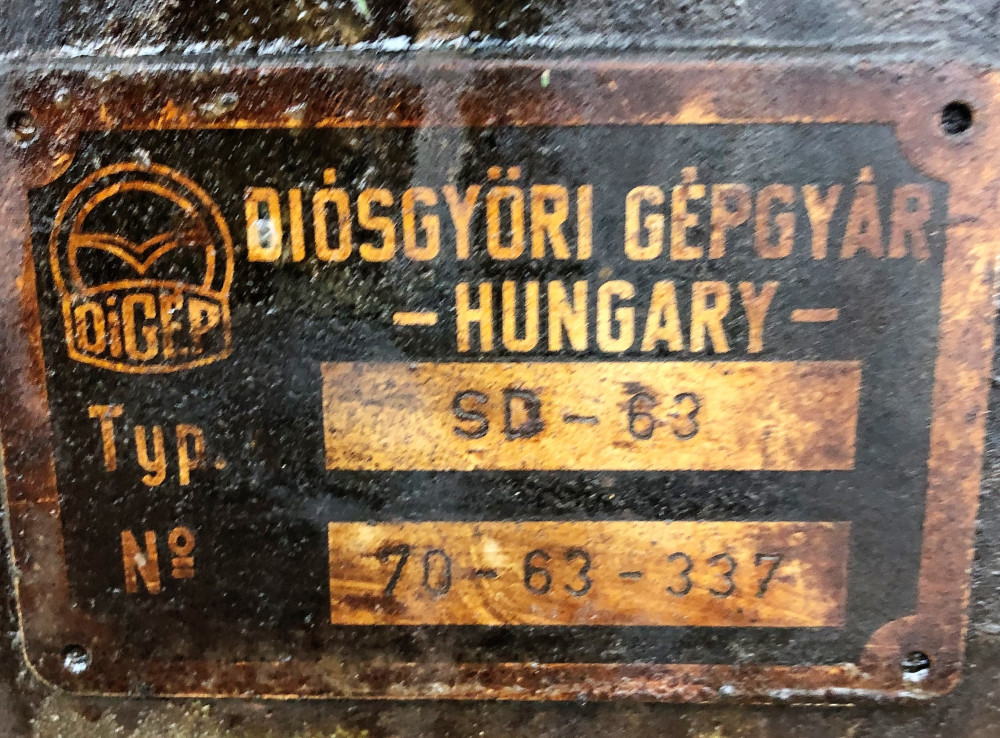 DIÓSGYŐRI GÉPGYÁR
DiGÉP
– HUNGARY –
Typ. SD-63
Nº 70-63-337